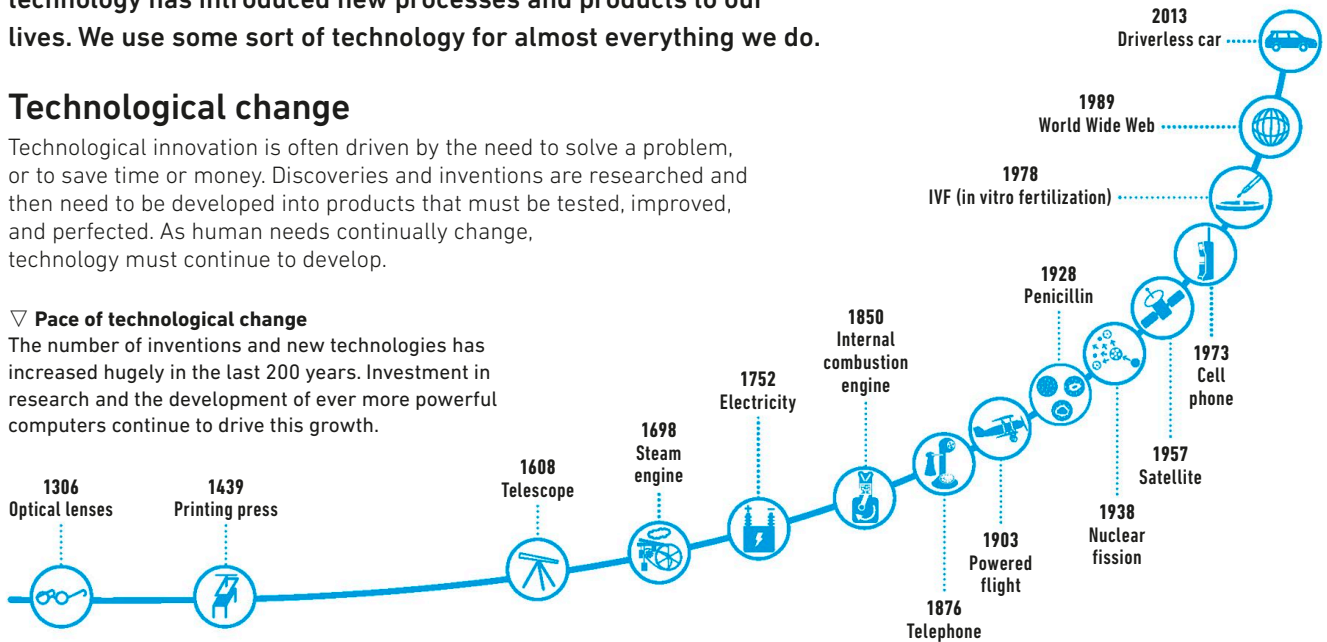 technology has introduced new processes and products to our
lives. We use some sort of technology for almost everything we do.
Technological change
Technological innovation is often driven by the need to solve a problem,
or to save time or money. Discoveries and inventions are researched and
then need to be developed into products that must be tested, improved,
and perfected. As human needs continually change,
technology must continue to develop.
▽ Pace of technological change
The number of inventions and new technologies has
increased hugely in the last 200 years. Investment in
research and the development of ever more powerful
computers continue to drive this growth.
1306
Optical lenses
1439
Printing press
1608
Telescope
1698
Steam
engine
1752
Electricity
1850
Internal
combustion
engine
1876
Telephone
1903
Powered
flight
1928
Penicillin
1938
Nuclear
fission
1957
Satellite
1973
Cell
phone
1978
IVF (in vitro fertilization)
1989
World Wide Web
2013
Driverless car